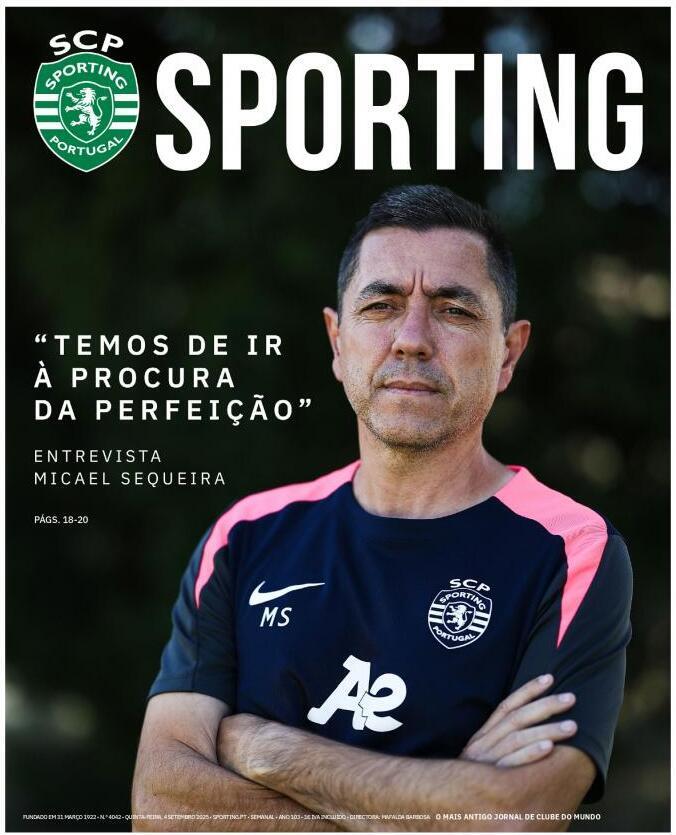 SCP
SPORTING
PORTUGAL
SPORTING
“TEMOS DE IR
À PROCURA
DA PERFEIÇÃO”
ENTREVISTA
MICAEL SEQUEIRA
PÁGS. 18-20
SCP
SPORTING
PORTUGAL
MS
A2
FUNDADO EM 31 MARÇO 1922 • N.º 4042 • QUINTA-FEIRA, 4 SETEMBRO 2025 • SPORTING.PT • SEMANAL • ANO 103 • 1€ IVA INCLUÍDO • DIRECTORA: MAFALDA BARBOSA O MAIS ANTIGO JORNAL DE CLUBE DO MUNDO